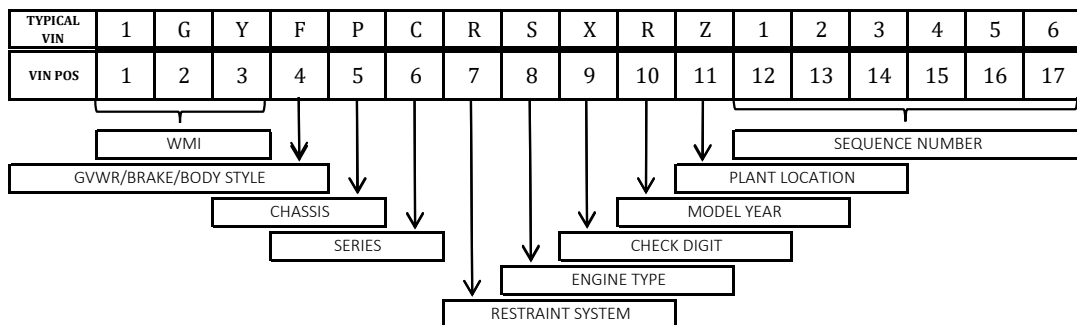 TYPICAL VIN 1 G Y F P C R S X R Z 1 2 3 4 5 6
VIN POS 1 2 3 4 5 6 7 8 9 10 11 12 13 14 15 16 17
WMI SEQUENCE NUMBER
GVWR/BRAKE/BODY STYLE PLANT LOCATION
CHASSIS MODEL YEAR
SERIES CHECK DIGIT
ENGINE TYPE
RESTRAINT SYSTEM